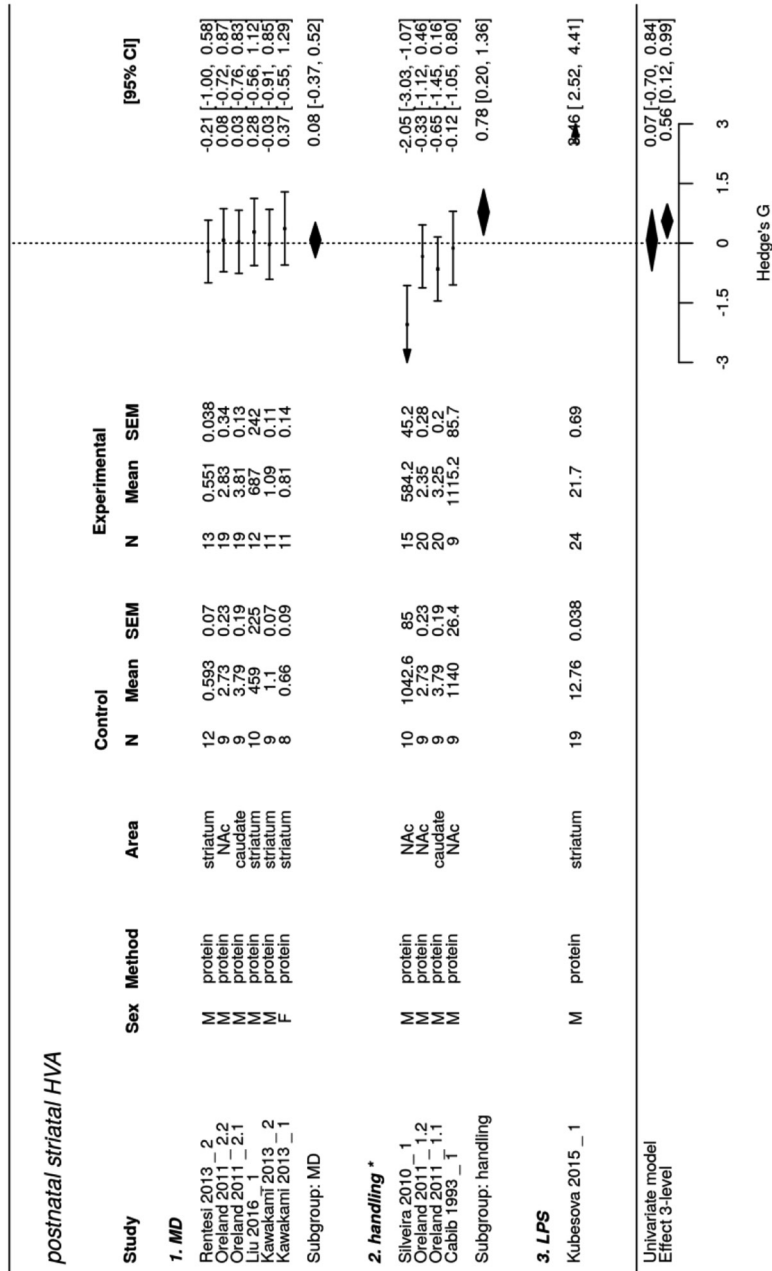 postnatal striatal HVA
Control Experimental
Study Sex Method Area N Mean SEM N Mean SEM [95% CI]
1. MD
Rentesi 2013 _ 2 M protein striatum 12 0.593 0.07 13 0.551 0.038 -0.21 [-1.00, 0.58]
Oreland 2011 _ 2.2 M protein NAc 9 2.73 0.23 19 2.83 0.34 0.08 [-0.72, 0.87]
Oreland 2011 _ 2.1 M protein caudate 9 3.79 0.19 19 3.81 0.13 0.03 [-0.76, 0.83]
Liu 2016 _ 1 M protein striatum 10 459 225 12 687 242 0.28 [-0.56, 1.12]
Kawakami 2013 _ 2 M protein striatum 9 1.1 0.07 11 1.09 0.11 -0.03 [-0.91, 0.85]
Kawakami 2013 _ 1 F protein striatum 8 0.66 0.09 11 0.81 0.14 0.37 [-0.55, 1.29]
Subgroup: MD 0.08 [-0.37, 0.52]
2. handling *
Silveira 2010 _ 1 M protein NAc 10 1042.6 85 15 584.2 45.2 -2.05 [-3.03, -1.07]
Oreland 2011 _ 1.2 M protein NAc 9 2.73 0.23 20 2.35 0.28 -0.33 [-1.12, 0.46]
Oreland 2011 _ 1.1 M protein caudate 9 3.79 0.19 20 3.25 0.2 -0.65 [-1.45, 0.16]
Cabib 1993 _ 1 M protein NAc 9 1140 26.4 9 1115.2 85.7 -0.12 [-1.05, 0.80]
Subgroup: handling 0.78 [0.20, 1.36]
3. LPS
Kubesova 2015 _ 1 M protein striatum 19 12.76 0.038 24 21.7 0.69 [ 2.52, 4.41]
Univariate model 0.07 [-0.70, 0.84]
Effect 3-level 0.56 [0.12, 0.99]
-3 -1.5 0 1.5 3
Hedge's G